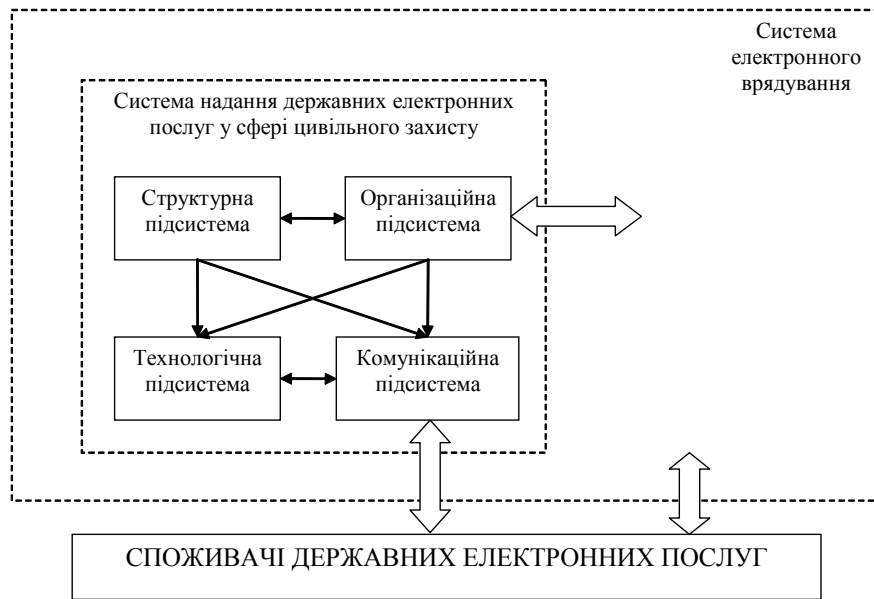 Система
електронного
врядування
Система надання державних електронних
послуг у сфері цивільного захисту
Структурна
підсистема
Організаційна
підсистема
Технологічна
підсистема
Комунікаційна
підсистема
СПОЖИВАЧІ ДЕРЖАВНИХ ЕЛЕКТРОННИХ ПОСЛУГ